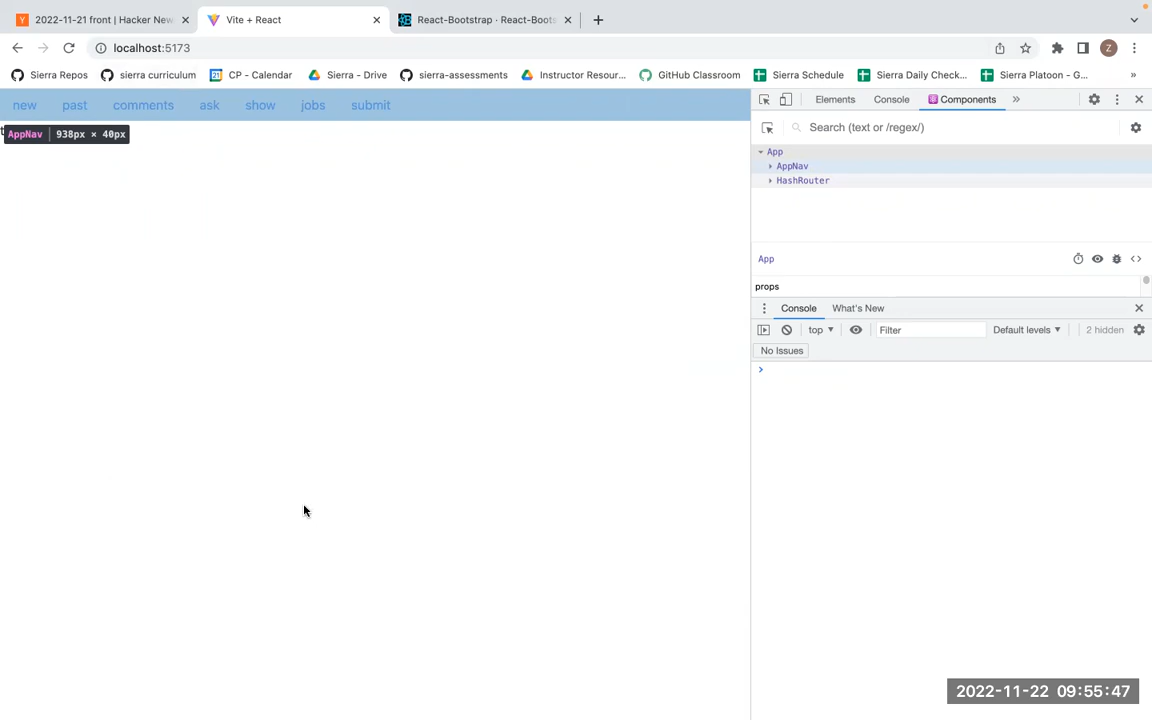 2022-11-21 front | Hacker New
Vite + React
React-Bootstrap · React-Boots
localhost:5173
Z
Sierra Repos
sierra curriculum
CP - Calendar
Sierra - Drive
sierra-assessments
Instructor Resour...
GitHub Classroom
Sierra Schedule
Sierra Daily Check...
Sierra Platoon - G...
»
new past comments ask show jobs submit
AppNav 938px × 40px
Elements Console Components »
Search (text or /regex/)
App
AppNav
HashRouter
App
props
Console What's New
top ▼ Filter Default levels ▼ 2 hidden
No Issues
>
2022-11-22 09:55:47